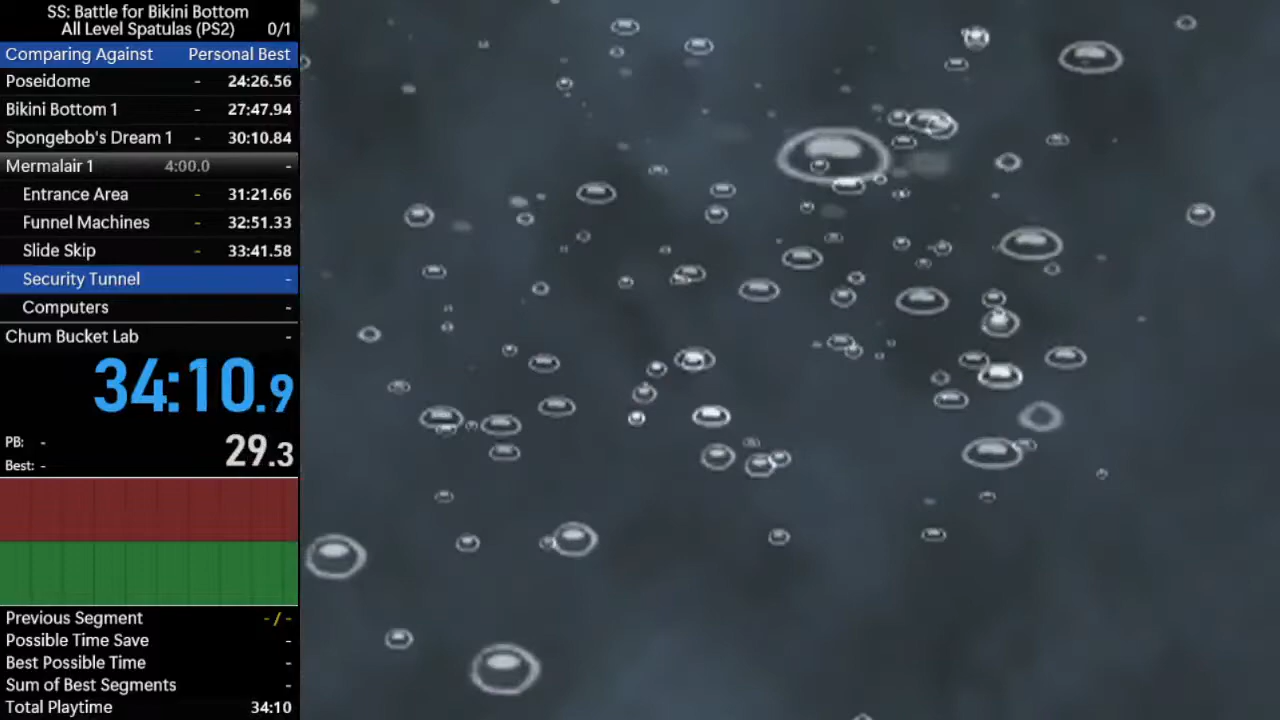 SS: Battle for Bikini Bottom
All Level Spatulas (PS2) 0/1
Comparing Against Personal Best
Poseidome - 24:26.56
Bikini Bottom 1 - 27:47.94
Spongebob's Dream 1 - 30:10.84
Mermalair 1 4:00.0 -
Entrance Area - 31:21.66
Funnel Machines - 32:51.33
Slide Skip - 33:41.58
Security Tunnel -
Computers -
Chum Bucket Lab -
34:10.9
PB: - 29.3
Best: -
Previous Segment - / -
Possible Time Save -
Best Possible Time -
Sum of Best Segments -
Total Playtime 34:10